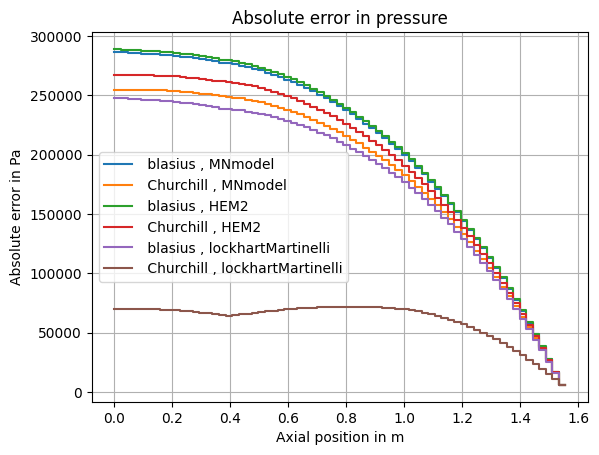 Absolute error in pressure
300000
250000
200000
150000
100000
50000
0
Absolute error in Pa
blasius , MNmodel
Churchill , MNmodel
blasius , HEM2
Churchill , HEM2
blasius , lockhartMartinelli
Churchill , lockhartMartinelli
0.0 0.2 0.4 0.6 0.8 1.0 1.2 1.4 1.6
Axial position in m